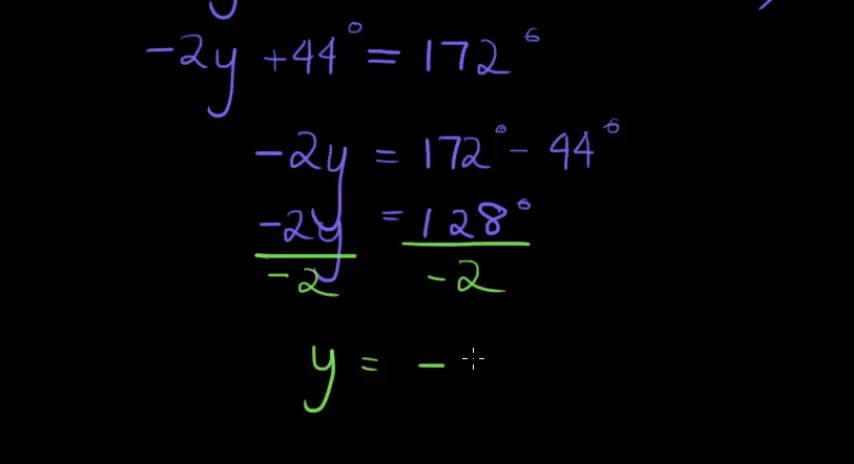 -2y +44° = 172°
-2y = 172° - 44°
-2y = 128°
-2 -2
y = -